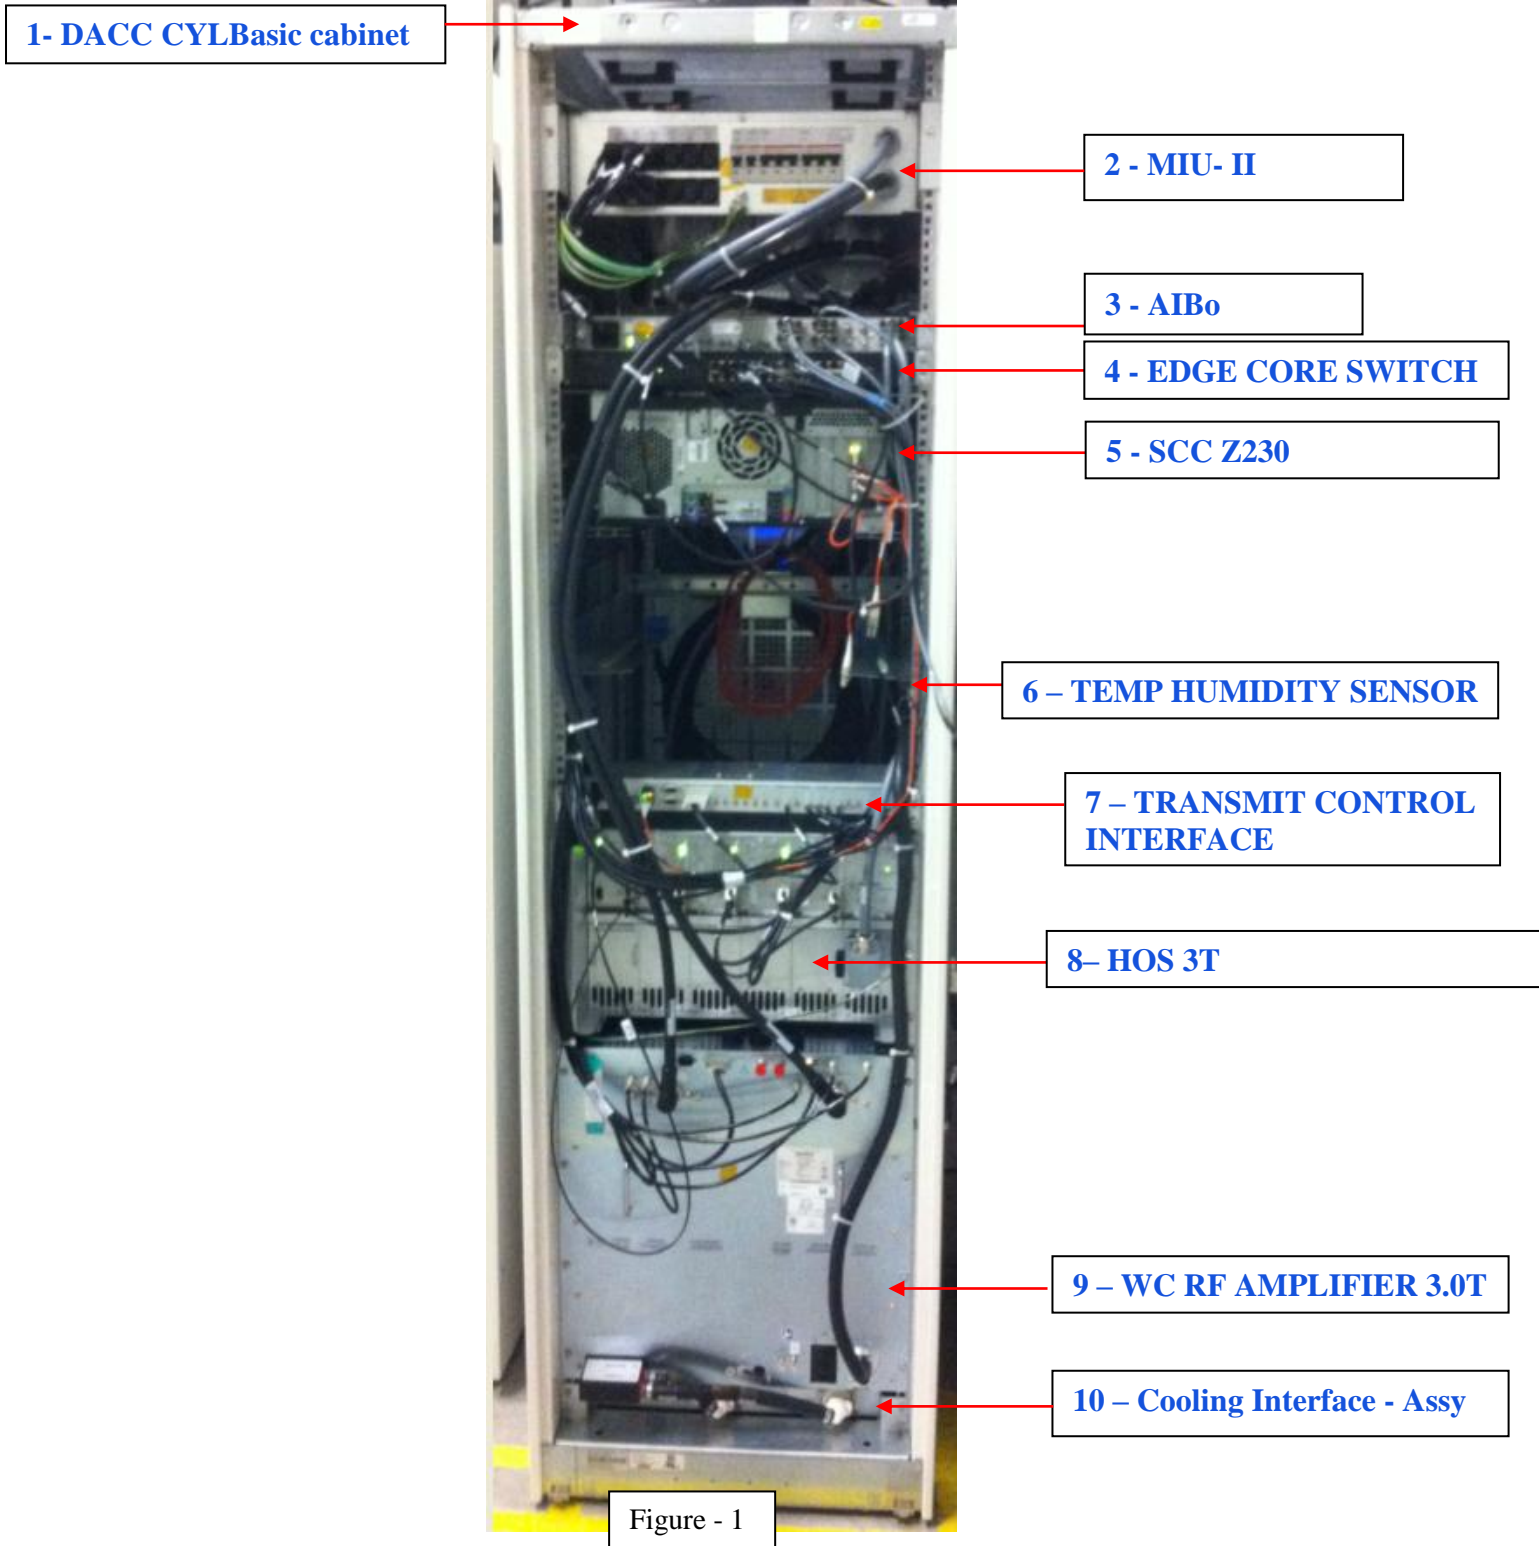 1- DACC CYLBasic cabinet
2 - MIU- II
3 - AIBo
4 - EDGE CORE SWITCH
5 - SCC Z230
6 – TEMP HUMIDITY SENSOR
7 – TRANSMIT CONTROL
INTERFACE
8– HOS 3T
9 – WC RF AMPLIFIER 3.0T
10 – Cooling Interface - Assy
Figure - 1